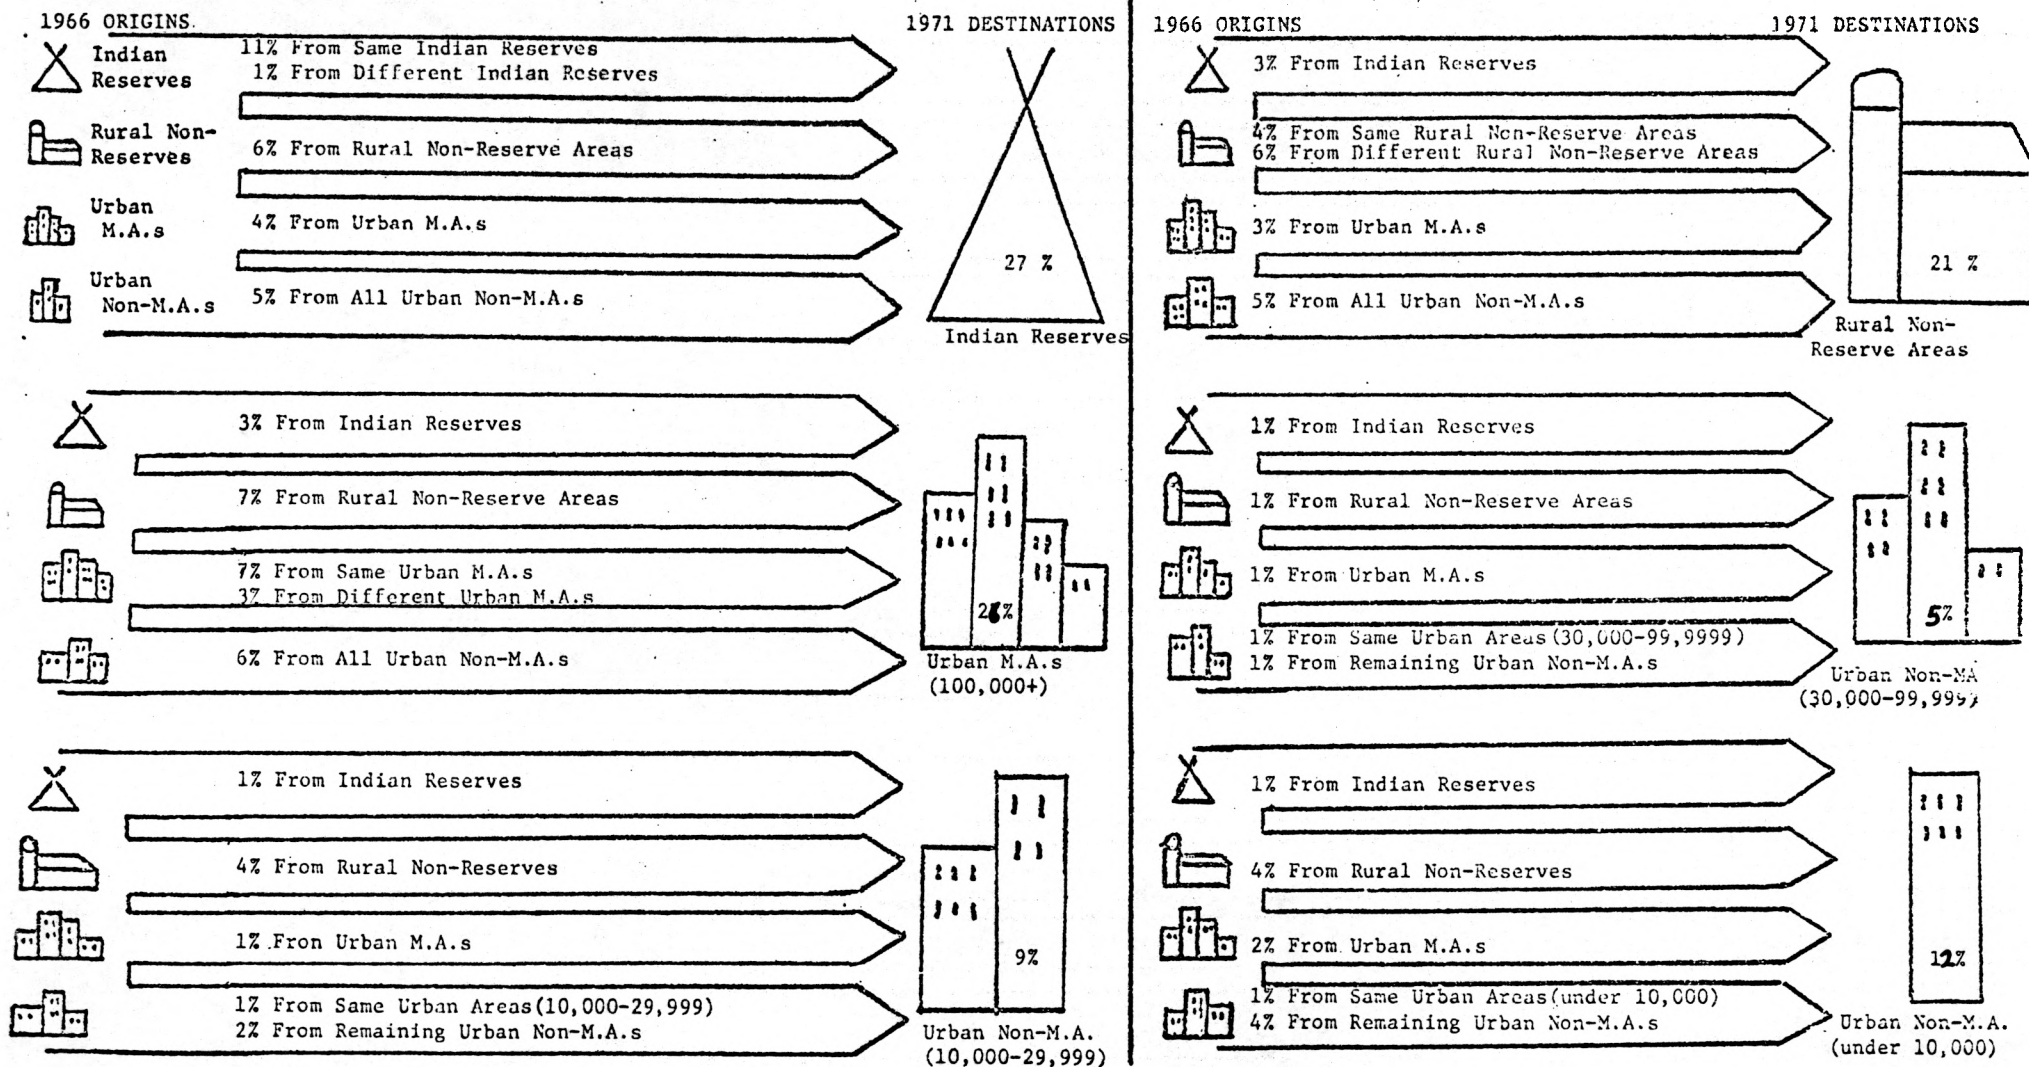 1966 ORIGINS
1971 DESTINATIONS
Indian
Reserves
11% From Same Indian Reserves
1% From Different Indian Reserves
Rural Non-
Reserves
6% From Rural Non-Reserve Areas
Urban
M.A.s
4% From Urban M.A.s
Urban
Non-M.A.s
5% From All Urban Non-M.A.s
27 %
Indian Reserves
1966 ORIGINS
1971 DESTINATIONS
3% From Indian Reserves
4% From Same Rural Non-Reserve Areas
6% From Different Rural Non-Reserve Areas
3% From Urban M.A.s
5% From All Urban Non-M.A.s
21 %
Rural Non-
Reserve Areas
3% From Indian Reserves
7% From Rural Non-Reserve Areas
7% From Same Urban M.A.s
3% From Different Urban M.A.s
6% From All Urban Non-M.A.s
Urban M.A.s
(100,000+)
1% From Indian Reserves
1% From Rural Non-Reserve Areas
1% From Urban M.A.s
1% From Same Urban Areas(30,000-99,9999)
1% From Remaining Urban Non-M.A.s
5%
Urban Non-MA
(30,000-99,999)
1% From Indian Reserves
4% From Rural Non-Reserves
1% Fron Urban M.A.s
1% From Same Urban Areas(10,000-29,999)
2% From Remaining Urban Non-M.A.s
9%
Urban Non-M.A.
(10,000-29,999)
1% From Indian Reserves
4% From Rural Non-Reserves
2% From Urban M.A.s
1% From Same Urban Areas(under 10,000)
4% From Remaining Urban Non-M.A.s
12%
Urban Non-M.A.
(under 10,000)